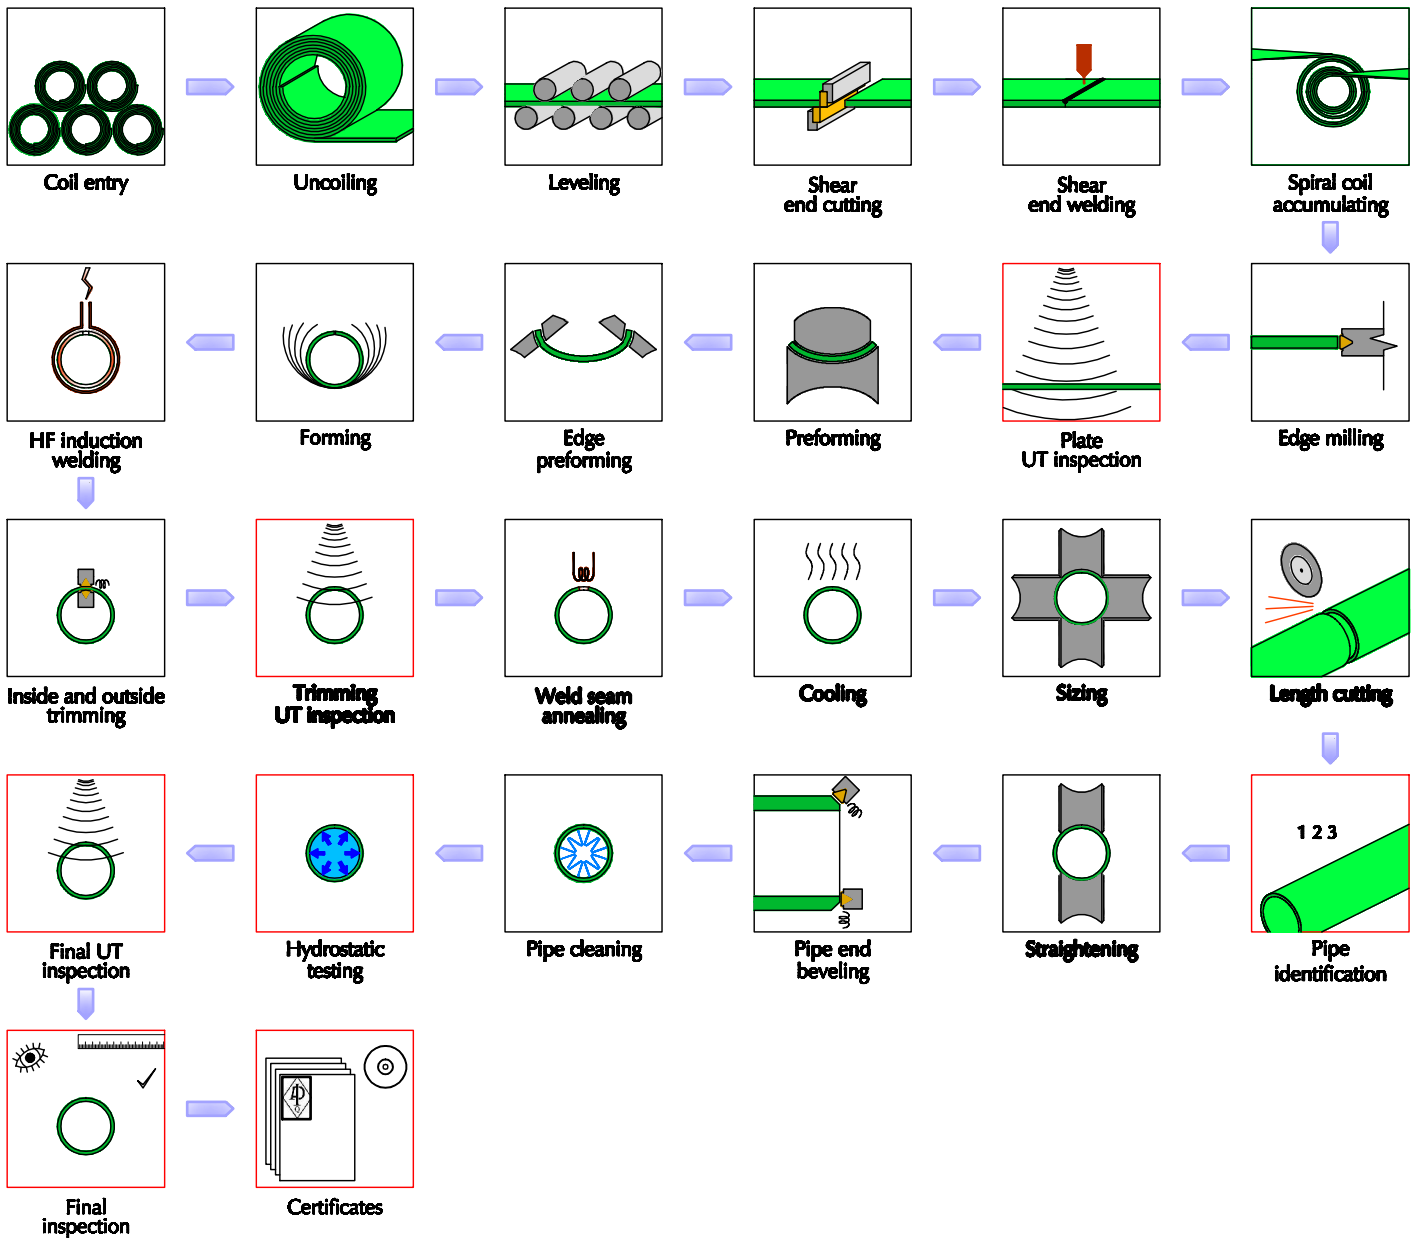 Coil entry
Uncoiling
Leveling
Shear
end cutting
Shear
end welding
Spiral coil
accumulating
HF induction
welding
Forming
Edge
preforming
Preforming
Plate
UT inspection
Edge milling
Inside and outside
trimming
Trimming
UT inspection
Weld seam
annealing
Cooling
Sizing
Length cutting
1 2 3
Final UT
inspection
Hydrostatic
testing
Pipe cleaning
Pipe end
beveling
Straightening
Pipe
identification
Final
inspection
Certificates